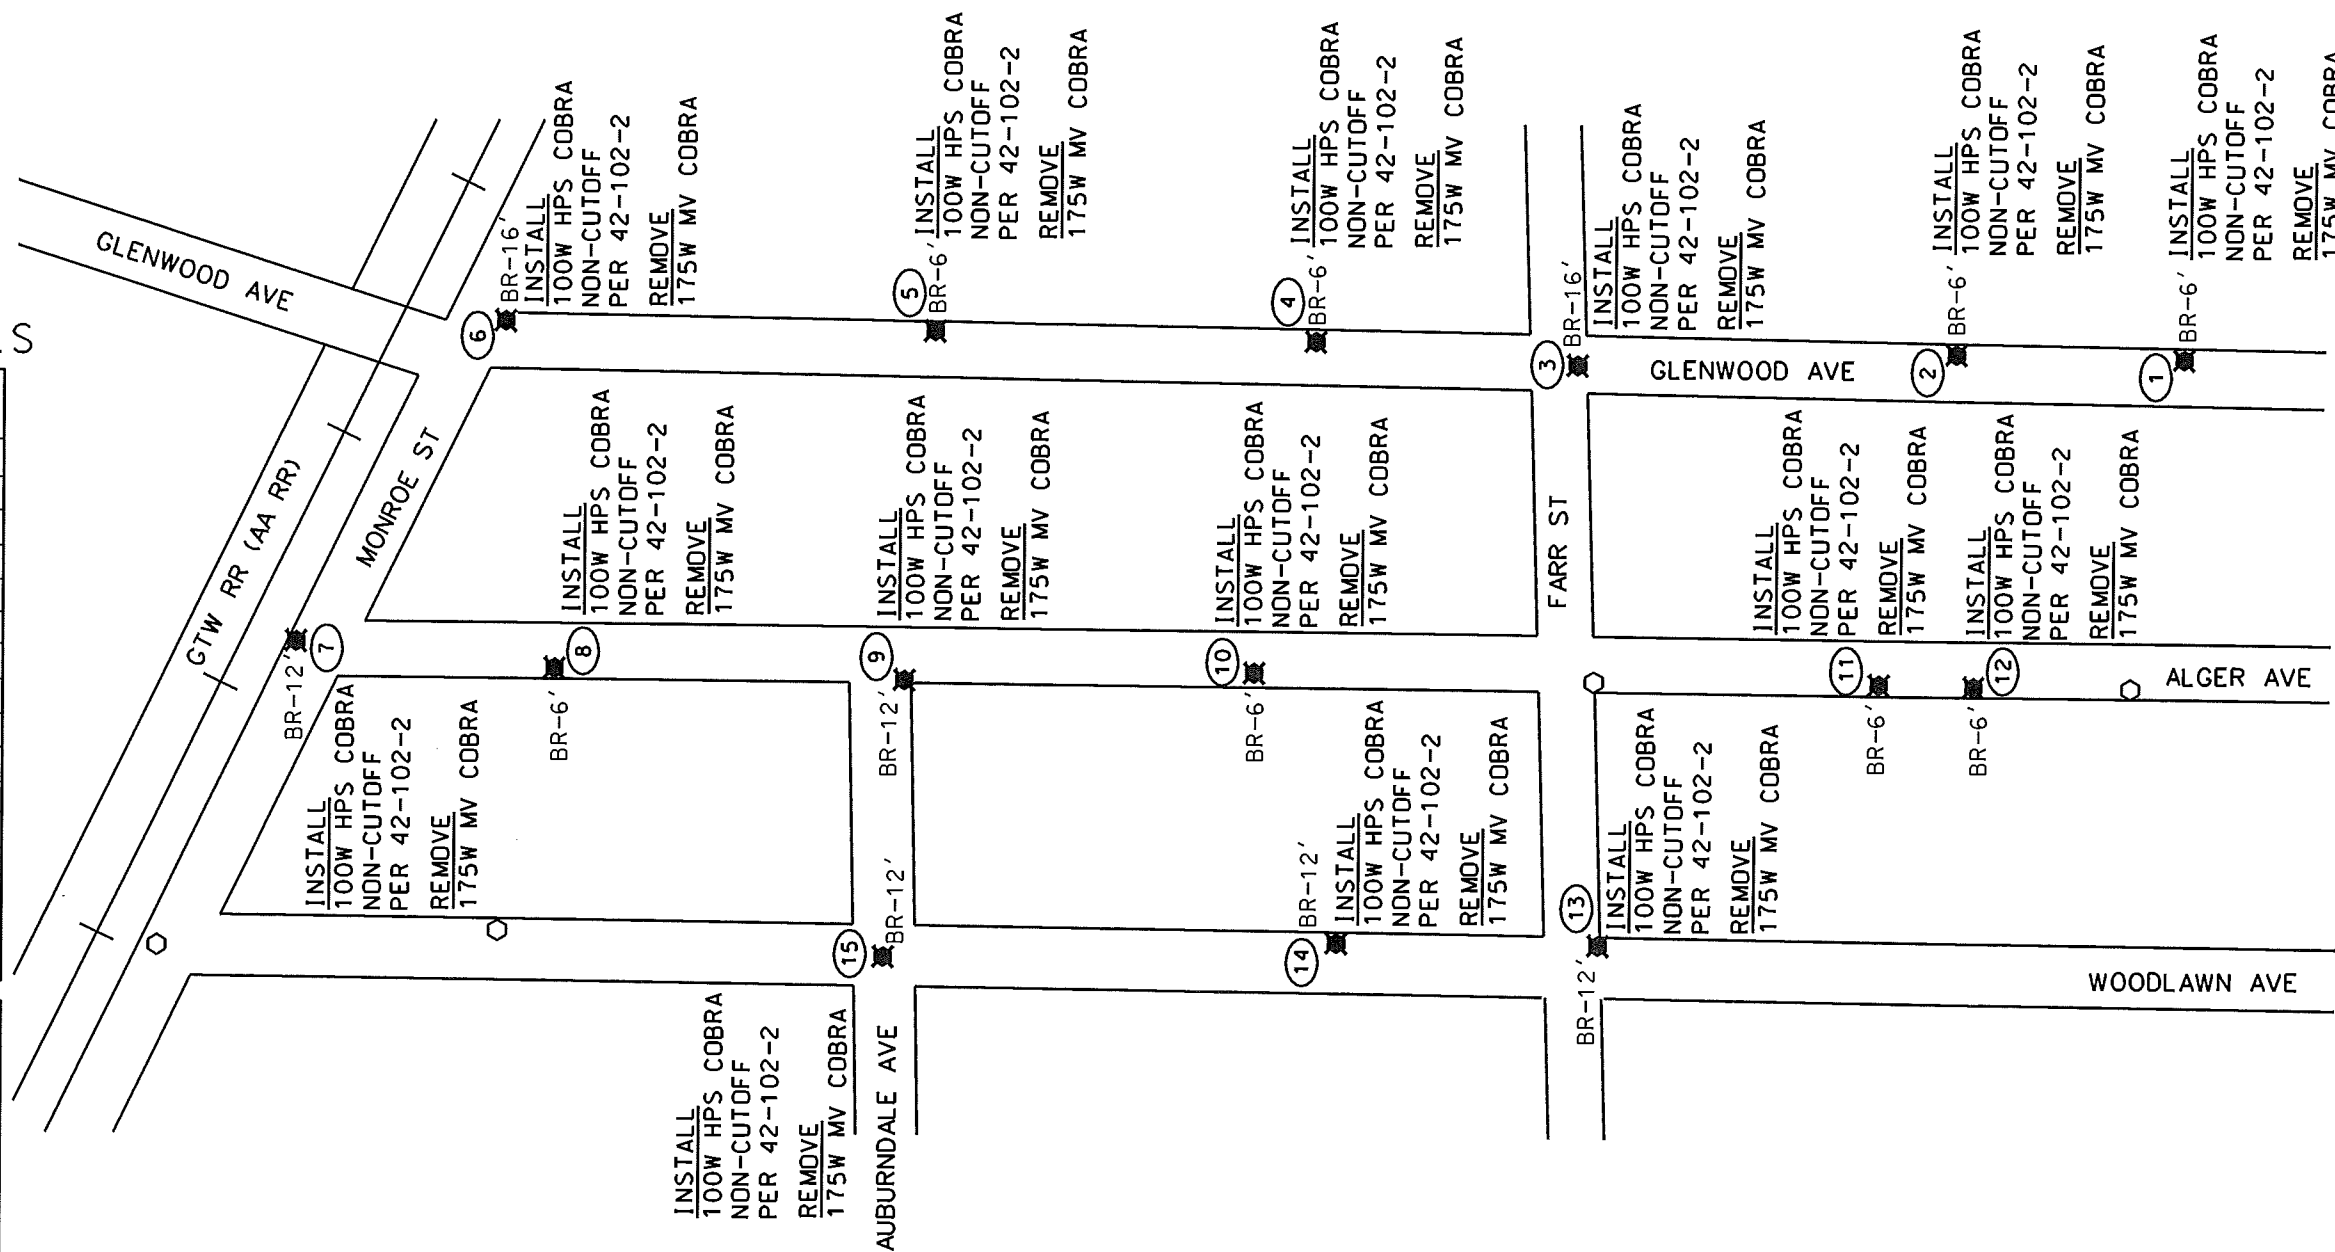 S
GLENWOOD AVE
GTW RR (AA RR)
MONROE ST
6
BR-16'
INSTALL
100W HPS COBRA
NON-CUTOFF
PER 42-102-2
REMOVE
175W MV COBRA
5
BR-6'
INSTALL
100W HPS COBRA
NON-CUTOFF
PER 42-102-2
REMOVE
175W MV COBRA
4
BR-6'
INSTALL
100W HPS COBRA
NON-CUTOFF
PER 42-102-2
REMOVE
175W MV COBRA
3
BR-16'
INSTALL
100W HPS COBRA
NON-CUTOFF
PER 42-102-2
REMOVE
175W MV COBRA
GLENWOOD AVE
2
BR-6'
INSTALL
100W HPS COBRA
NON-CUTOFF
PER 42-102-2
REMOVE
175W MV COBRA
1
BR-6'
INSTALL
100W HPS COBRA
NON-CUTOFF
PER 42-102-2
REMOVE
175W MV COBRA
7
BR-12'
INSTALL
100W HPS COBRA
NON-CUTOFF
PER 42-102-2
REMOVE
175W MV COBRA
8
BR-6'
INSTALL
100W HPS COBRA
NON-CUTOFF
PER 42-102-2
REMOVE
175W MV COBRA
9
BR-12'
INSTALL
100W HPS COBRA
NON-CUTOFF
PER 42-102-2
REMOVE
175W MV COBRA
10
BR-6'
INSTALL
100W HPS COBRA
NON-CUTOFF
PER 42-102-2
REMOVE
175W MV COBRA
FARR ST
11
BR-6'
INSTALL
100W HPS COBRA
NON-CUTOFF
PER 42-102-2
REMOVE
175W MV COBRA
12
BR-6'
INSTALL
100W HPS COBRA
NON-CUTOFF
PER 42-102-2
REMOVE
175W MV COBRA
ALGER AVE
15
BR-12'
INSTALL
100W HPS COBRA
NON-CUTOFF
PER 42-102-2
REMOVE
175W MV COBRA
AUBURNDALE AVE
14
BR-12'
INSTALL
100W HPS COBRA
NON-CUTOFF
PER 42-102-2
REMOVE
175W MV COBRA
13
BR-12'
INSTALL
100W HPS COBRA
NON-CUTOFF
PER 42-102-2
REMOVE
175W MV COBRA
WOODLAWN AVE